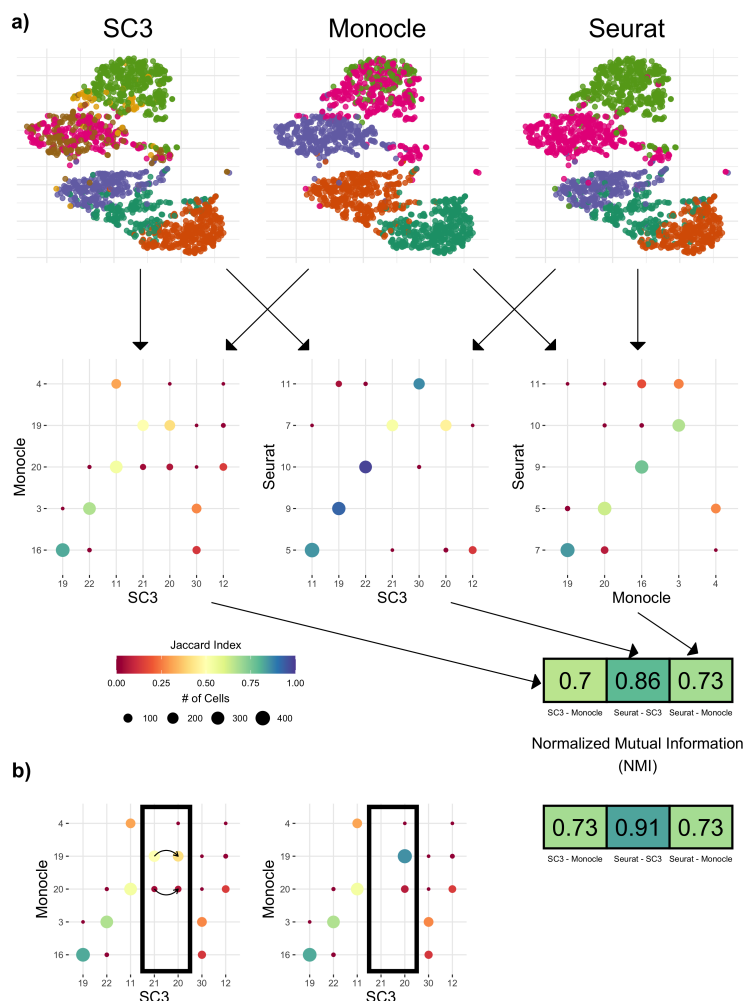 a)
SC3 Monocle Seurat
4
19
20
3
16
Monocle
19 22 11 21 20 30 12
SC3
11
7
10
9
5
Seurat
11 19 22 21 30 20 12
SC3
11
10
9
5
7
Seurat
19 20 16 3 4
Monocle
Jaccard Index
0.00 0.25 0.50 0.75 1.00
# of Cells
100 200 300 400
0.7 0.86 0.73
SC3 - Monocle Seurat - SC3 Seurat - Monocle
Normalized Mutual Information
(NMI)
b)
4
19
20
3
16
Monocle
19 22 11 21 20 30 12
SC3
4
19
20
3
16
Monocle
19 22 11 21 20 30 12
SC3
0.73 0.91 0.73
SC3 - Monocle Seurat - SC3 Seurat - Monocle